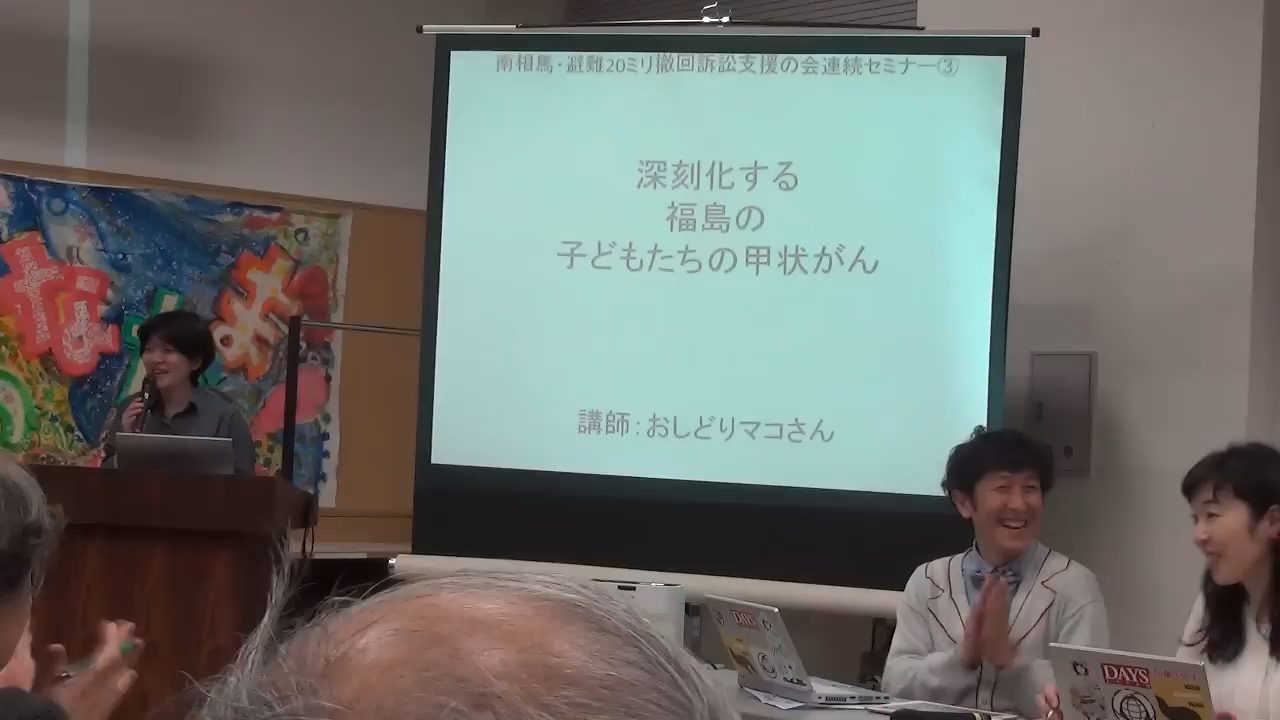 南相馬・避難20ミリ撤回訴訟支援の会連続セミナー③
深刻化する
福島の
子どもたちの甲状がん
講師：おしどりマコさん
DAYS
DAYS